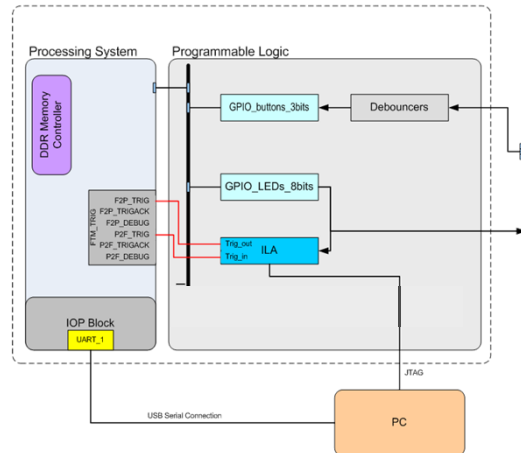 Processing System
Programmable Logic
DDR Memory
Controller
GPIO_buttons_3bits
Debouncers
GPIO_LEDs_8bits
FTM_TRIG
F2P_TRIG
F2P_TRIGACK
F2P_DEBUG
P2F_TRIG
P2F_TRIGACK
P2F_DEBUG
Trig_out
Trig_in
ILA
IOP Block
UART_1
JTAG
USB Serial Connection
PC